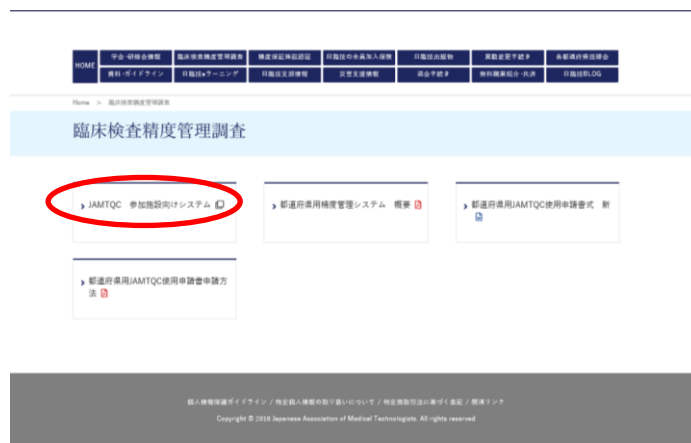 HOME
学会·研修会情報 臨床検査精度管理調査 精度保証施設認証 日臨技の会員加入保険 日臨技出版物 異動変更手続き 各都道府県技師会
資料·ガイドライン 日臨技eラーニング 日臨技支部情報 災害支援情報 退会手続き 無料職業紹介·共済 日臨技BLOG
Home > 臨床検査精度管理調査
臨床検査精度管理調査
JAMTQC 参加施設向けシステム
都道府県用精度管理システム 概要
都道府県用JAMTQC使用申請書式 新
都道府県用JAMTQC使用申請書申請方
法
個人情報保護ガイドライン / 特定個人情報の取り扱いについて / 特定商取引法に基づく表記 / 関連リンク
Copyright © 2016 Japanese Association of Medical Technologists. All rights reserved